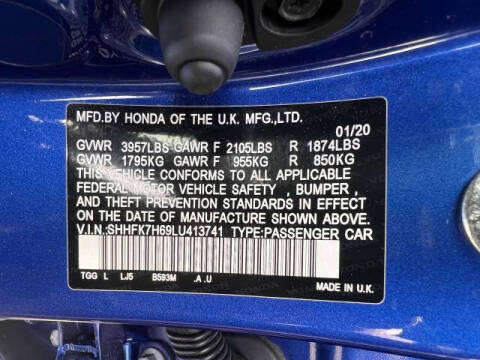 MFD.BY HONDA OF THE U.K. MFG.,LTD.
01/20
GVWR 3957LBS GAWR F 2105LBS R 1874LBS
GVWR 1795KG GAWR F 955KG R 850KG
THIS VEHICLE CONFORMS TO ALL APPLICABLE
FEDERAL MOTOR VEHICLE SAFETY , BUMPER ,
AND THEFT PREVENTION STANDARDS IN EFFECT
ON THE DATE OF MANUFACTURE SHOWN ABOVE.
V.I.N:SHHFK7H69LU413741 TYPE:PASSENGER CAR
TGG L LJ5 B593M .A.U MADE IN U.K.